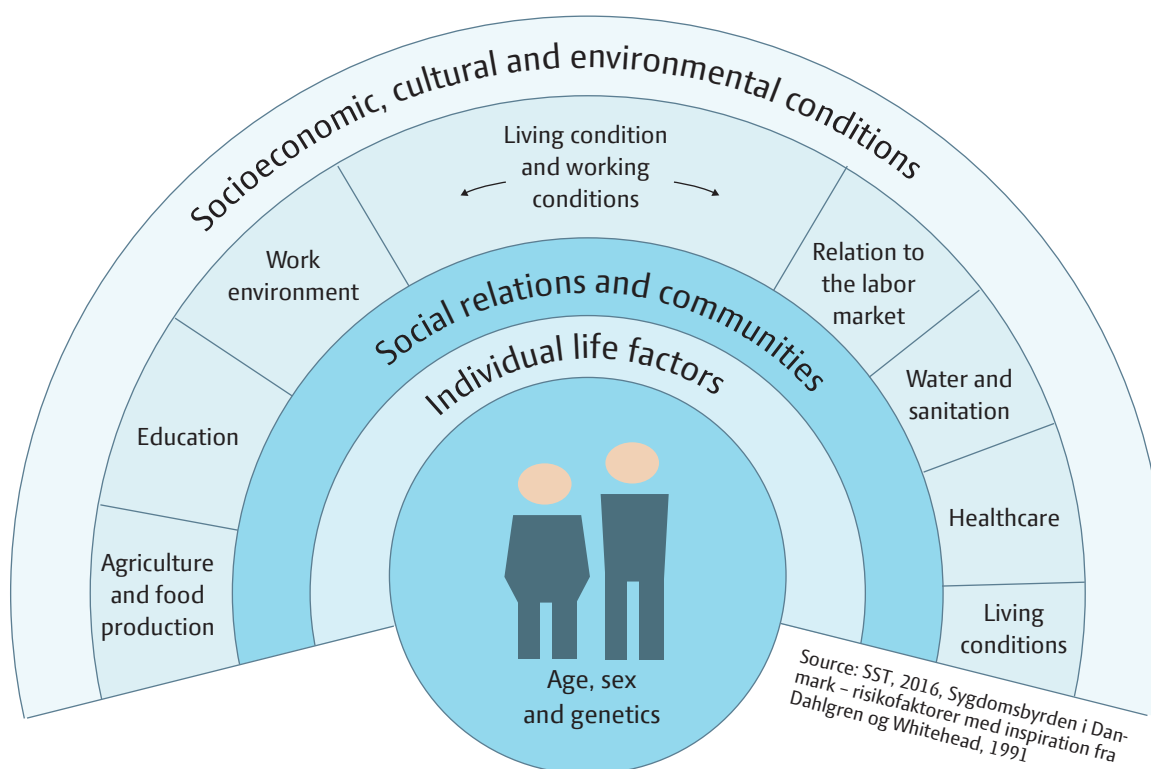 Socioeconomic, cultural and environmental conditions
Living condition
and working
conditions
Work
environment
Relation to
the labor
market
Social relations and communities
Individual life factors
Water and
sanitation
Education
Healthcare
Agriculture
and food
production
Living
conditions
Age, sex
and genetics
Source: SST, 2016, Sygdomsbyrden i Dan-
mark – risikofaktorer med inspiration fra
Dahlgren og Whitehead, 1991